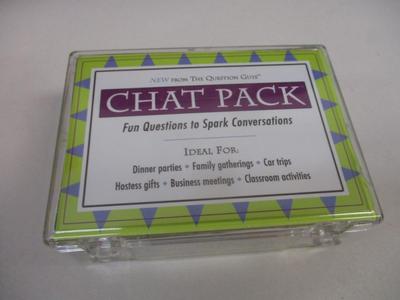 NEW FROM THE QUESTION GUYS™
CHAT PACK
Fun Questions to Spark Conversations
IDEAL FOR:
Dinner parties • Family gatherings • Car trips
Hostess gifts • Business meetings • Classroom activities